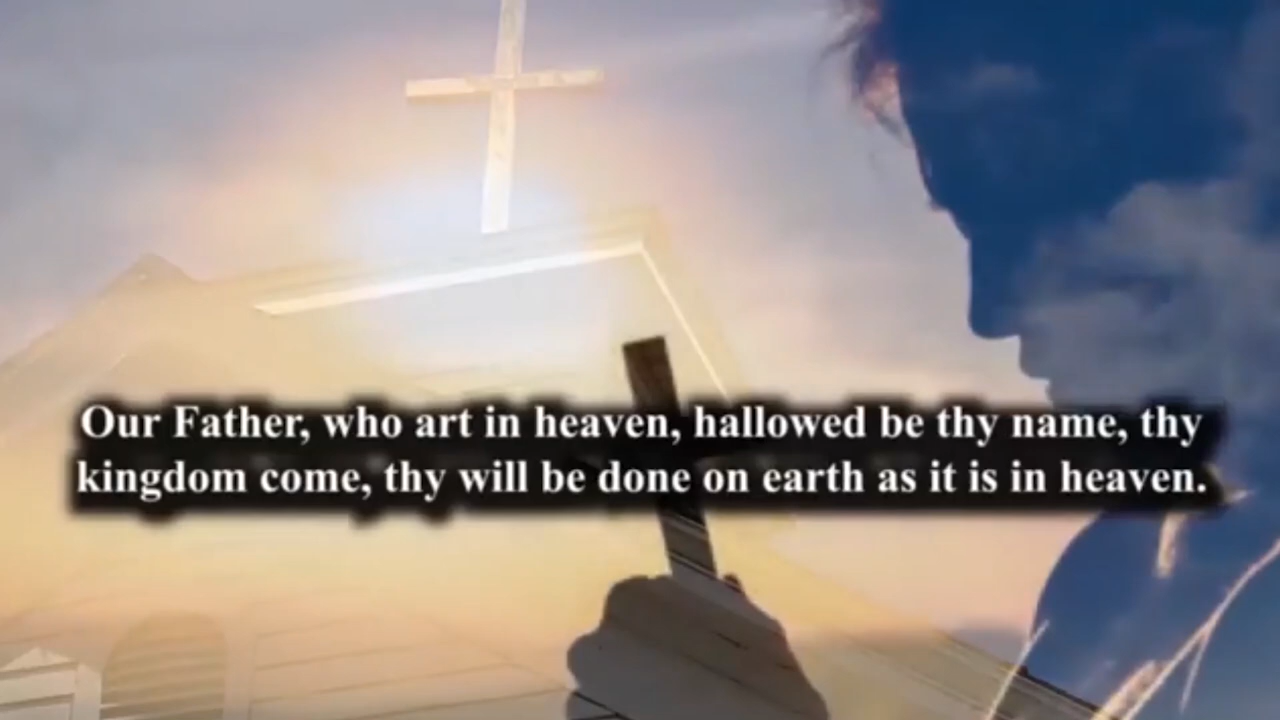 Our Father, who art in heaven, hallowed be thy name, thy
kingdom come, thy will be done on earth as it is in heaven.